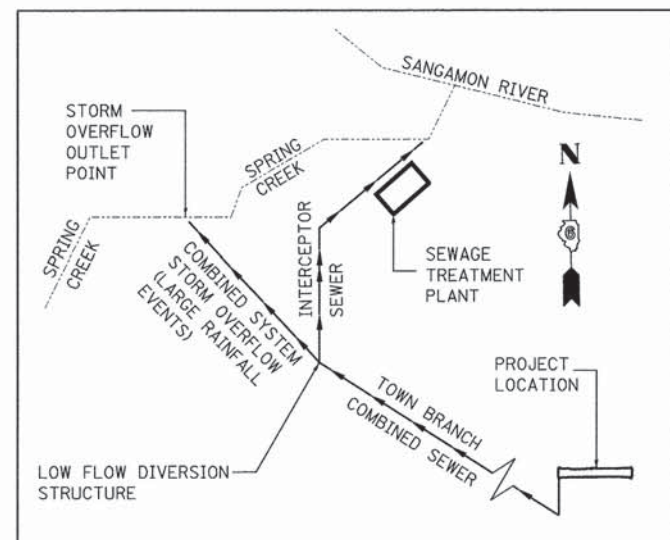 SANGAMON RIVER
STORM
OVERFLOW
OUTLET
POINT
SPRING
CREEK
N
SPRING
CREEK
COMBINED SYSTEM
STORM OVERFLOW
(LARGE RAINFALL
EVENTS)
INTERCEPTOR
SEWER
SEWAGE
TREATMENT
PLANT
PROJECT
LOCATION
TOWN BRANCH
COMBINED SEWER
LOW FLOW DIVERSION
STRUCTURE